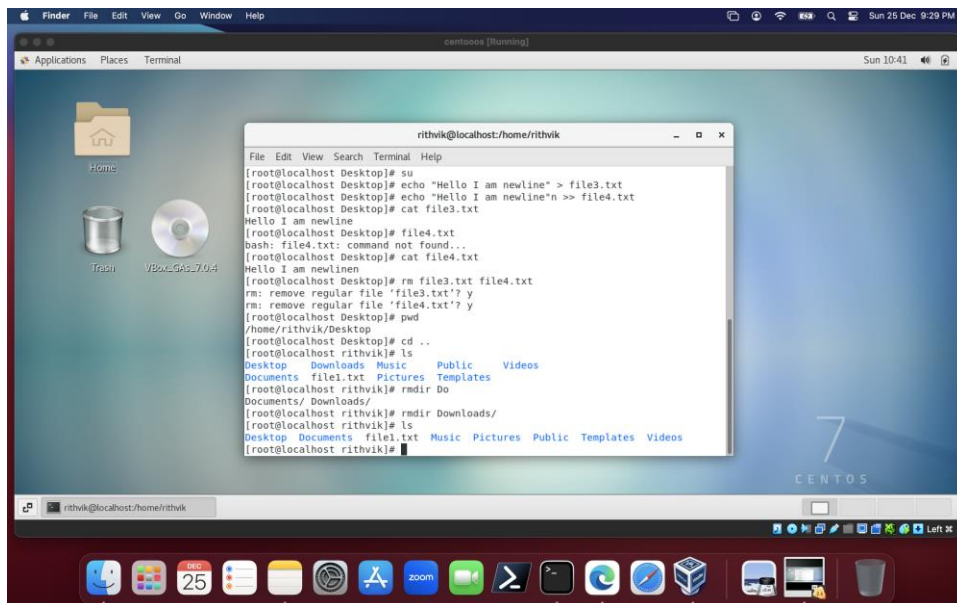 Finder File Edit View Go Window Help Sun 25 Dec 9:29 PM
centooos [Running]
Applications Places Terminal Sun 10:41
Home
Trash
VBox_GAs_7.0.4
rithvik@localhost:/home/rithvik
File Edit View Search Terminal Help
[root@localhost Desktop]# su
[root@localhost Desktop]# echo "Hello I am newline" > file3.txt
[root@localhost Desktop]# echo "Hello I am newline"n >> file4.txt
[root@localhost Desktop]# cat file3.txt
Hello I am newline
[root@localhost Desktop]# file4.txt
bash: file4.txt: command not found...
[root@localhost Desktop]# cat file4.txt
Hello I am newlinen
[root@localhost Desktop]# rm file3.txt file4.txt
rm: remove regular file ‘file3.txt’? y
rm: remove regular file ‘file4.txt’? y
[root@localhost Desktop]# pwd
/home/rithvik/Desktop
[root@localhost Desktop]# cd ..
[root@localhost rithvik]# ls
Desktop Downloads Music Public Videos
Documents file1.txt Pictures Templates
[root@localhost rithvik]# rmdir Do
Documents/ Downloads/
[root@localhost rithvik]# rmdir Downloads/
[root@localhost rithvik]# ls
Desktop Documents file1.txt Music Pictures Public Templates Videos
[root@localhost rithvik]#
7
CENTOS
rithvik@localhost:/home/rithvik
Left ⌘
DEC
25
zoom